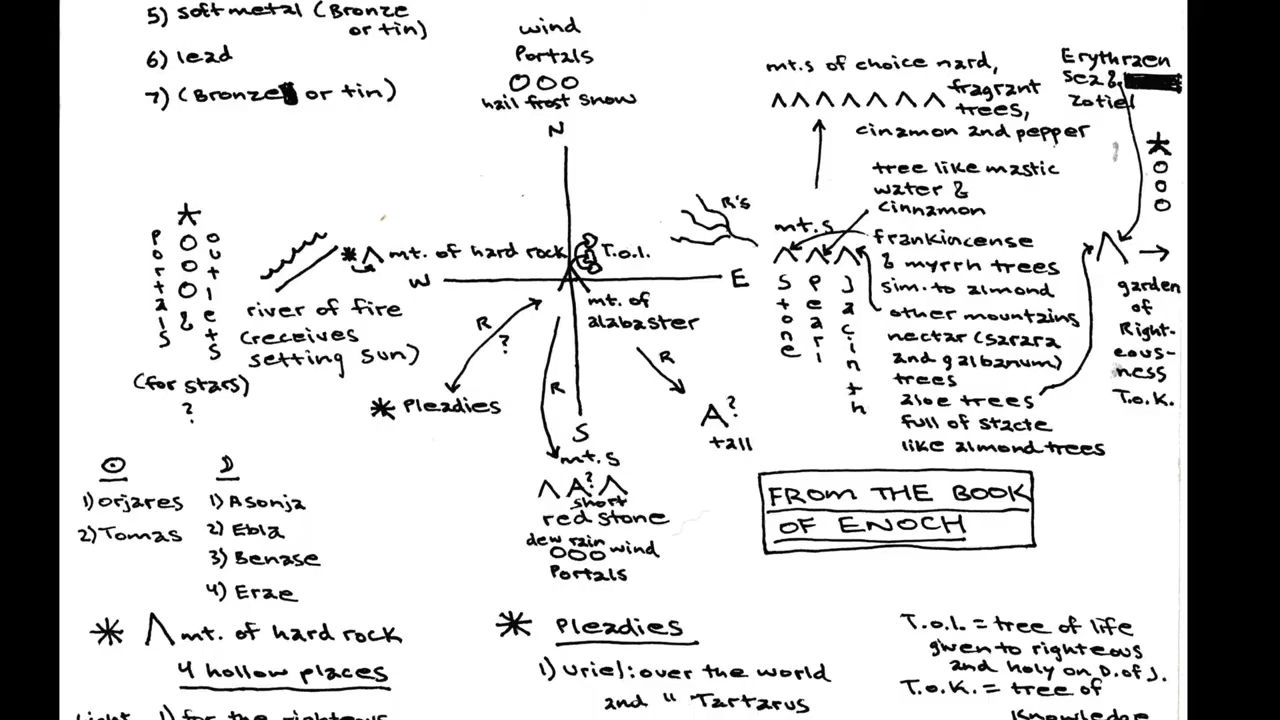 5) soft metal (Bronze
or tin)
6) lead
7) (Bronze or tin)
wind
Portals
hail frost snow
N
mt.s of choice nard,
fragrant
trees,
cinamon and pepper
Erythraen
sea &
Zotiel
tree like mastic
water &
cinnamon
R's
mt.s
frankincense
& myrrh trees
sim. to almond
other mountains
nectar (sarara
and galbanum)
trees
aloe trees
full of stacte
like almond trees
Stone
Pearl
Jacinth
garden
of
Right-
eous-
ness
T.o.K.
Portals
&
outlets
(for stars)
?
river of fire
(receives
setting sun)
mt. of hard rock
T.o.l.
W
E
mt. of
alabaster
R
?
Pleadies
R
R
?
tall
S
mt.s
?
short
red stone
dew rain
wind
Portals
1) Orjares
2) Tomas
1) Asonja
2) Ebla
3) Benase
4) Erae
FROM THE BOOK
OF ENOCH
mt. of hard rock
4 hollow places
1) for the righteous
Pleadies
1) Uriel: over the world
and " Tartarus
T.o.l. = tree of life
given to righteous
and holy on D. of J.
T.o.K. = tree of
Knowledge